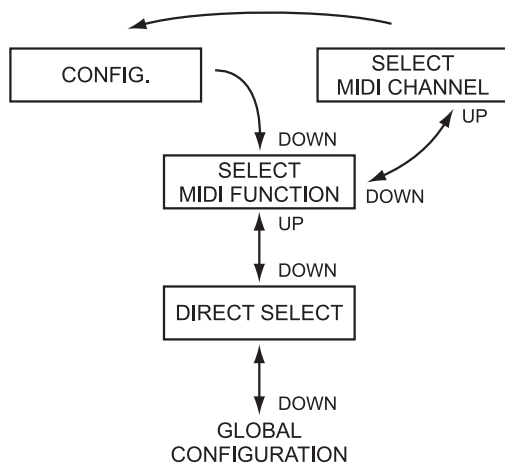 CONFIG.
SELECT
MIDI CHANNEL
UP
DOWN
SELECT
MIDI FUNCTION
DOWN
UP
DOWN
DIRECT SELECT
DOWN
GLOBAL
CONFIGURATION